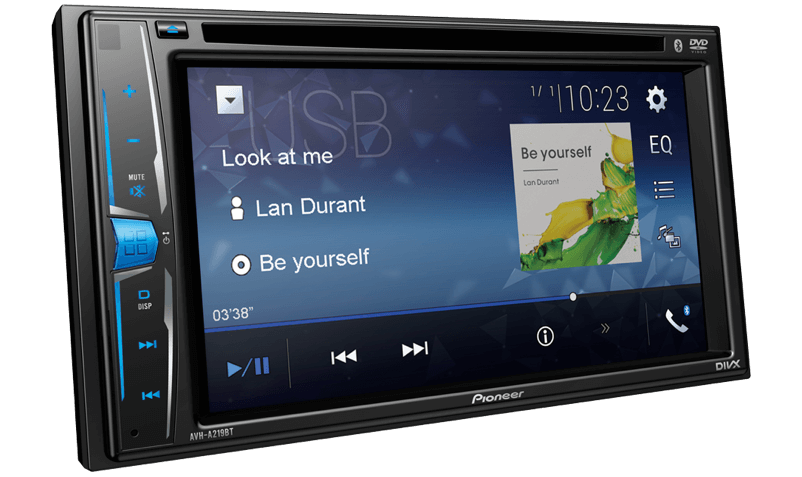 DVD
VIDEO
USB
1/ 1 10:23
Look at me
Be yourself
Lan Durant
EQ
Lan Durant
Be yourself
MUTE
DISP
03'38"
Pioneer
DIVX
AVH-A219BT